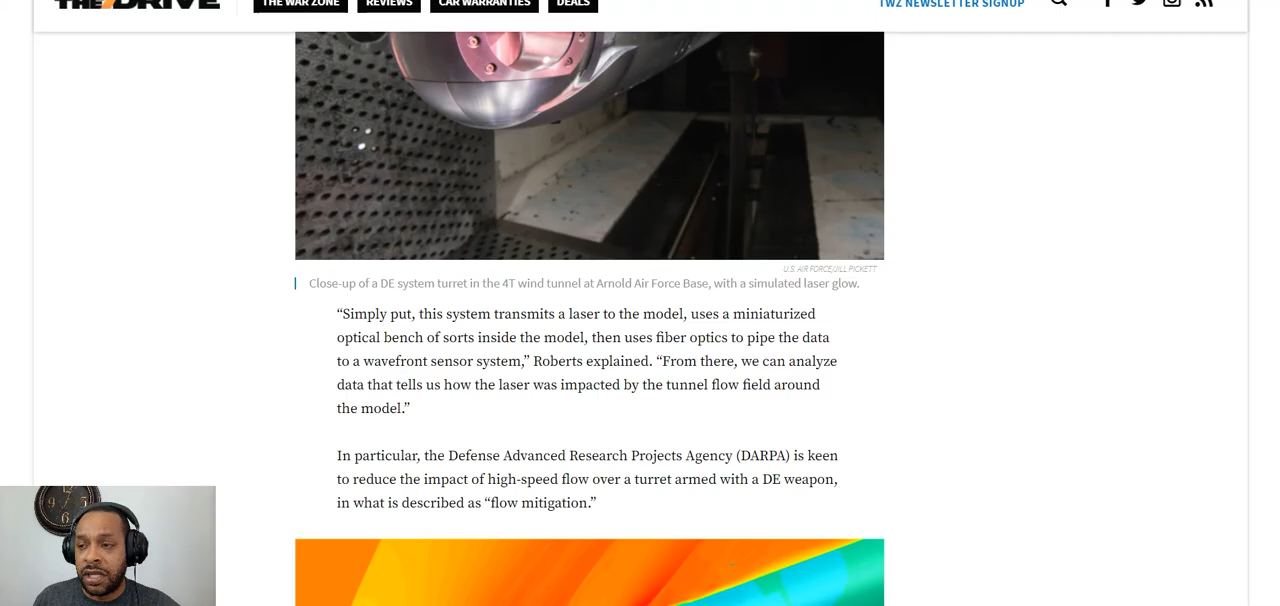 THE DRIVE
THE WAR ZONE
REVIEWS
CAR WARRANTIES
DEALS
TWZ NEWSLETTER SIGNUP
U.S. AIR FORCE/JILL PICKETT
Close-up of a DE system turret in the 4T wind tunnel at Arnold Air Force Base, with a simulated laser glow.
“Simply put, this system transmits a laser to the model, uses a miniaturized
optical bench of sorts inside the model, then uses fiber optics to pipe the data
to a wavefront sensor system,” Roberts explained. “From there, we can analyze
data that tells us how the laser was impacted by the tunnel flow field around
the model.”
In particular, the Defense Advanced Research Projects Agency (DARPA) is keen
to reduce the impact of high-speed flow over a turret armed with a DE weapon,
in what is described as “flow mitigation.”